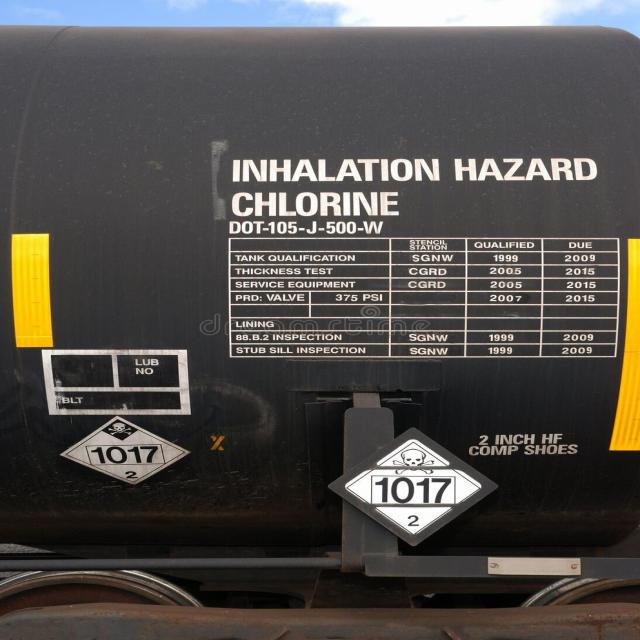 INHALATION HAZARD
CHLORINE
DOT-105-J-500-W
STENCIL STATION QUALIFIED DUE
TANK QUALIFICATION SGNW 1999 2009
THICKNESS TEST CGRD 2005 2015
SERVICE EQUIPMENT CGRD 2005 2015
PRD: VALVE 375 PSI 2007 2015
LINING
88.B.2 INSPECTION SGNW 1999 2009
STUB SILL INSPECTION SGNW 1999 2009
dreamstime
LUB
NO
BLT
1017
2
2 INCH HF
COMP SHOES
1017
2